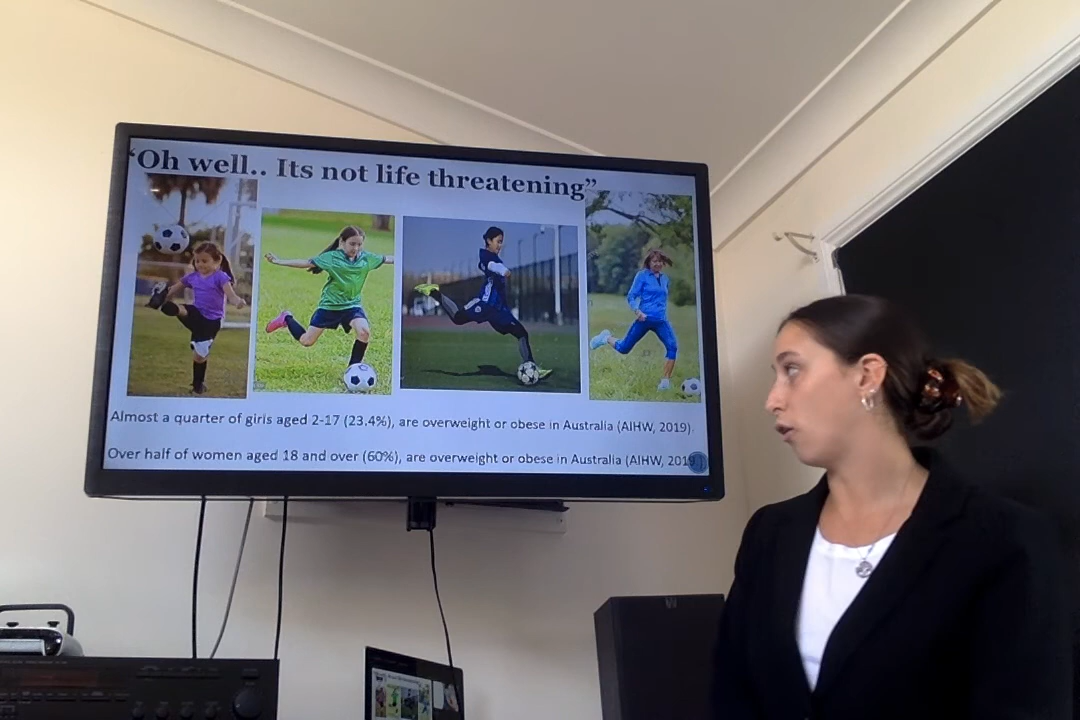 “Oh well.. Its not life threatening”
Almost a quarter of girls aged 2-17 (23.4%), are overweight or obese in Australia (AIHW, 2019).
Over half of women aged 18 and over (60%), are overweight or obese in Australia (AIHW, 2019.)